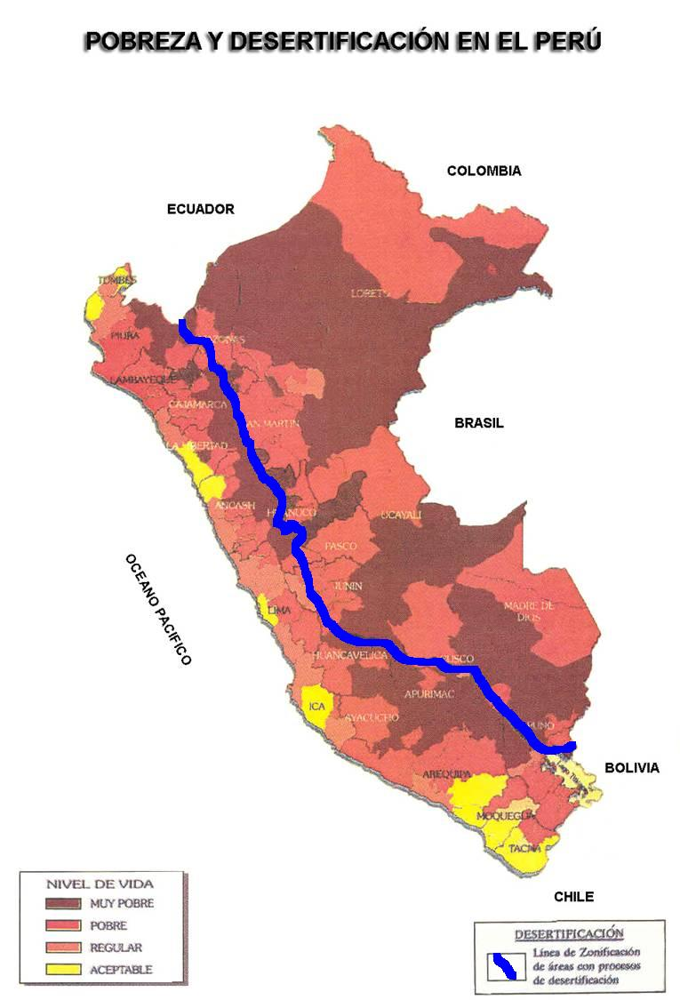 POBREZA Y DESERTIFICACIÓN EN EL PERÚ
COLOMBIA
ECUADOR
TUMBES
LORETO
PIURA
ZONAS
LAMBAYEQUE
CAJAMARCA
BRASIL
AN MARTIN
LA LIBERTAD
ANCASH
HUANUCO
UCAYALI
PASCO
OCEANO PACIFICO
JUNIN
LIMA
MADRE DE
DIOS
HUANCAVELICA
CUSCO
APURIMAC
ICA
AYACUCHO
PUNO
BOLIVIA
AREQUIPA
MOQUEGUA
TACNA
CHILE
NIVEL DE VIDA
MUY POBRE
POBRE
REGULAR
ACEPTABLE
DESERTIFICACIÓN
Línea de Zonificación
de áreas con procesos
de desertificación